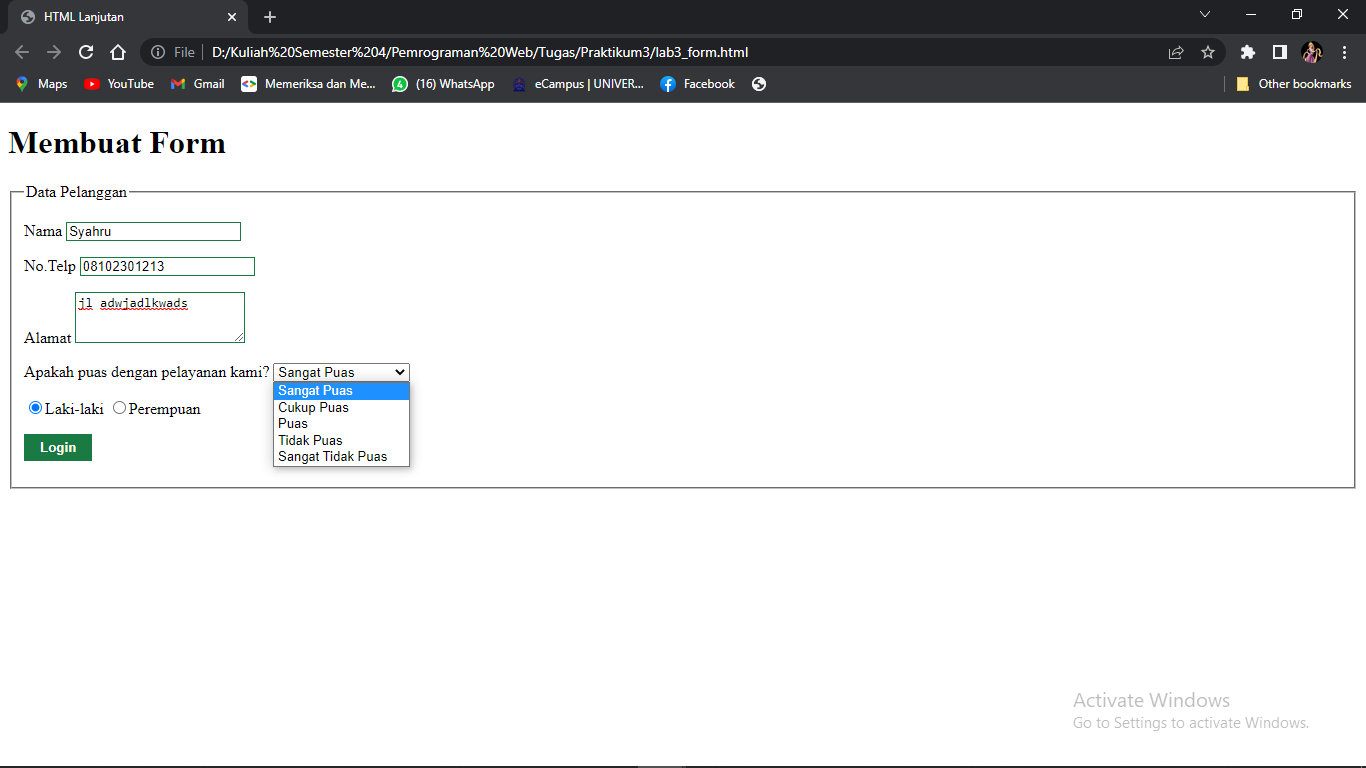 HTML Lanjutan
File D:/Kuliah%20Semester%204/Pemrograman%20Web/Tugas/Praktikum3/lab3_form.html
Maps YouTube Gmail Memeriksa dan Me... (16) WhatsApp eCampus | UNIVER... Facebook Other bookmarks
Membuat Form
Data Pelanggan
Nama Syahru
No.Telp 08102301213
Alamat jl adwjadlkwads
Apakah puas dengan pelayanan kami? Sangat Puas
Sangat Puas
Cukup Puas
Puas
Tidak Puas
Sangat Tidak Puas
Laki-laki Perempuan
Login
Activate Windows
Go to Settings to activate Windows.